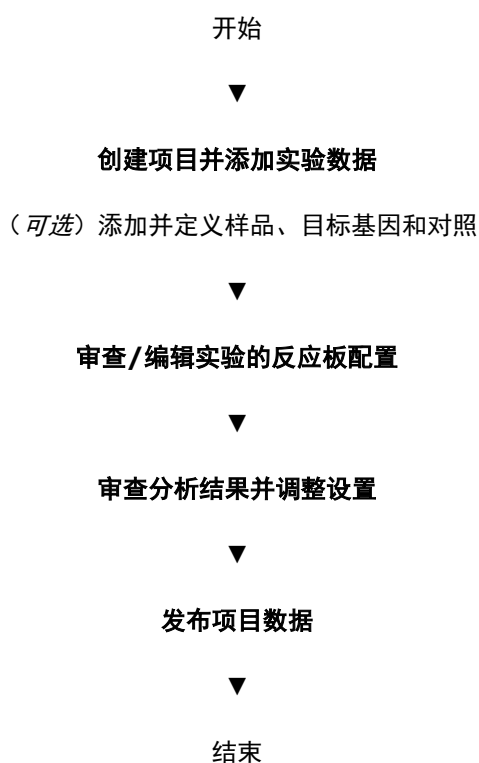 开始
▼
创建项目并添加实验数据
（可选）添加并定义样品、目标基因和对照
▼
审查/编辑实验的反应板配置
▼
审查分析结果并调整设置
▼
发布项目数据
▼
结束